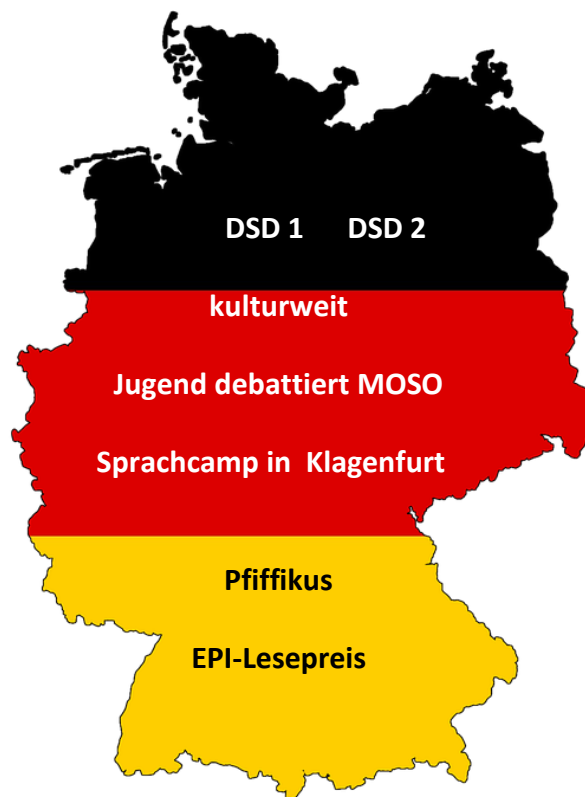 DSD 1 DSD 2
kulturweit
Jugend debattiert MOSO
Sprachcamp in Klagenfurt
Pfiffikus
EPI-Lesepreis